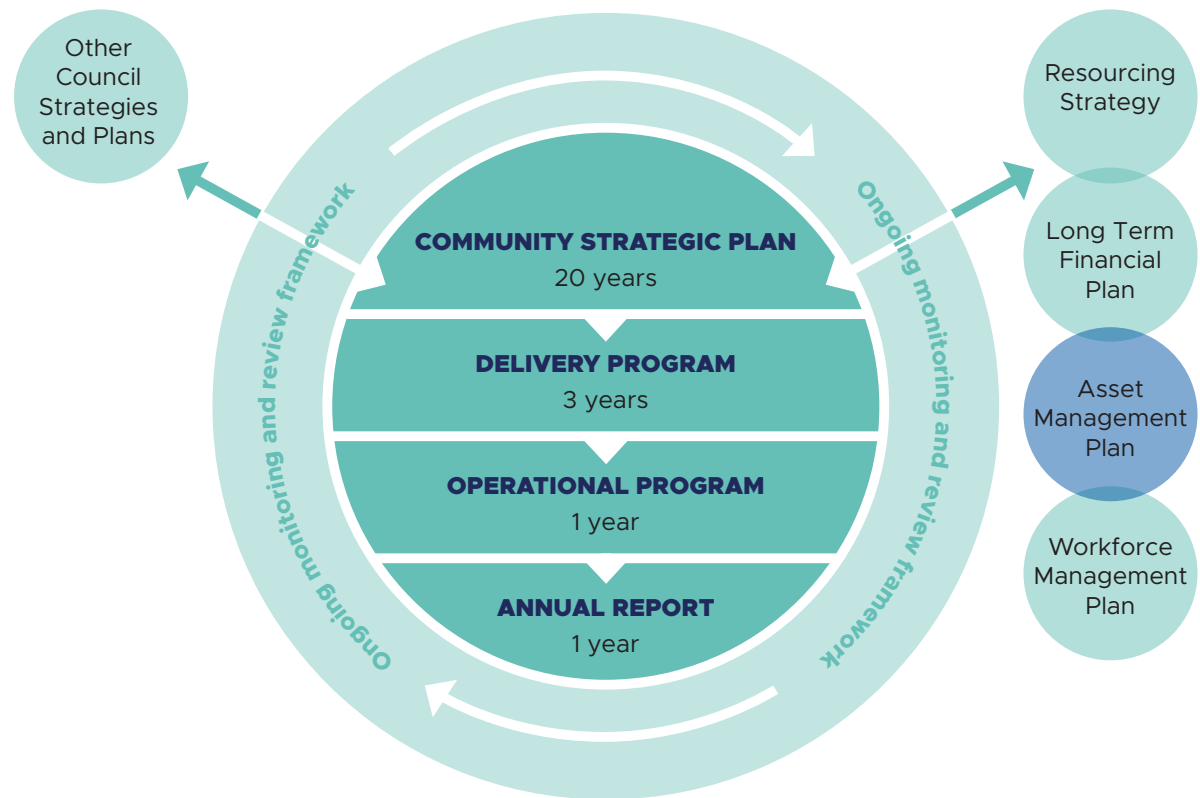 Other
Council
Strategies
and Plans
Ongoing monitoring and review framework
COMMUNITY STRATEGIC PLAN
20 years
DELIVERY PROGRAM
3 years
OPERATIONAL PROGRAM
1 year
ANNUAL REPORT
1 year
Ongoing monitoring and review framework
Resourcing
Strategy
Long Term
Financial
Plan
Asset
Management
Plan
Workforce
Management
Plan